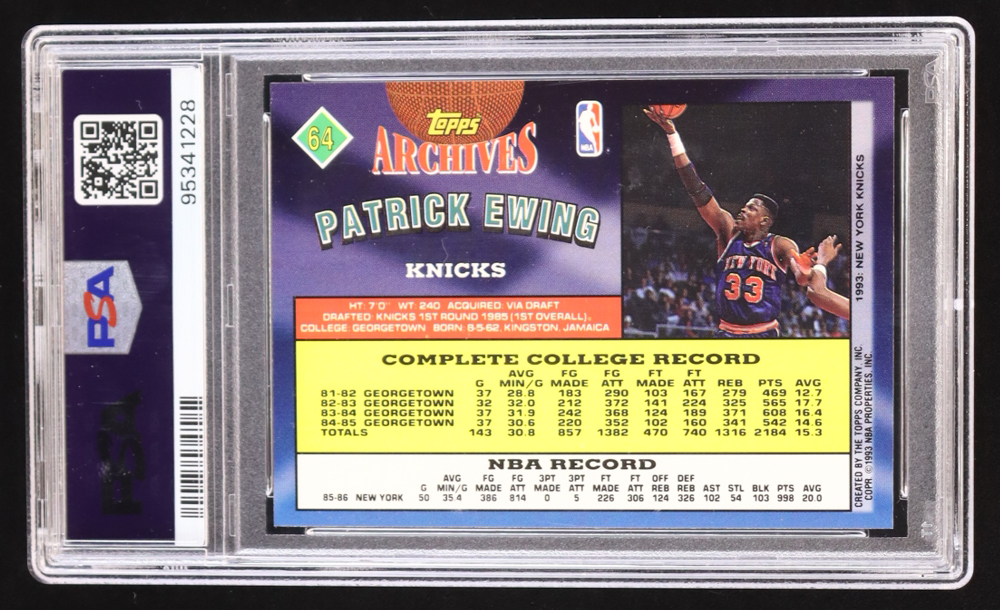 95341228
PSA
64
TOPPS
ARCHIVES
NBA
PATRICK EWING
KNICKS
HT: 7'0" WT: 240 ACQUIRED: VIA DRAFT
DRAFTED: KNICKS 1ST ROUND 1985 (1ST OVERALL).
COLLEGE: GEORGETOWN BORN: 8-5-62, KINGSTON, JAMAICA
NEW YORK
33
1993: NEW YORK KNICKS
COMPLETE COLLEGE RECORD
AVG FG FG FT FT
G MIN/G MADE ATT MADE ATT REB PTS AVG
81-82 GEORGETOWN 37 28.8 183 290 103 167 279 469 12.7
82-83 GEORGETOWN 32 32.0 212 372 141 224 325 565 17.7
83-84 GEORGETOWN 37 31.9 242 368 124 189 371 608 16.4
84-85 GEORGETOWN 37 30.6 220 352 102 160 341 542 14.6
TOTALS 143 30.8 857 1382 470 740 1316 2184 15.3
NBA RECORD
AVG FG FG 3PT 3PT FT FT OFF DEF
G MIN/G MADE ATT MADE ATT MADE ATT REB REB AST STL BLK PTS AVG
85-86 NEW YORK 50 35.4 386 814 0 5 226 306 124 326 102 54 103 998 20.0
CREATED BY THE TOPPS COMPANY, INC.
COPR. ©1993 NBA PROPERTIES, INC.
PSA